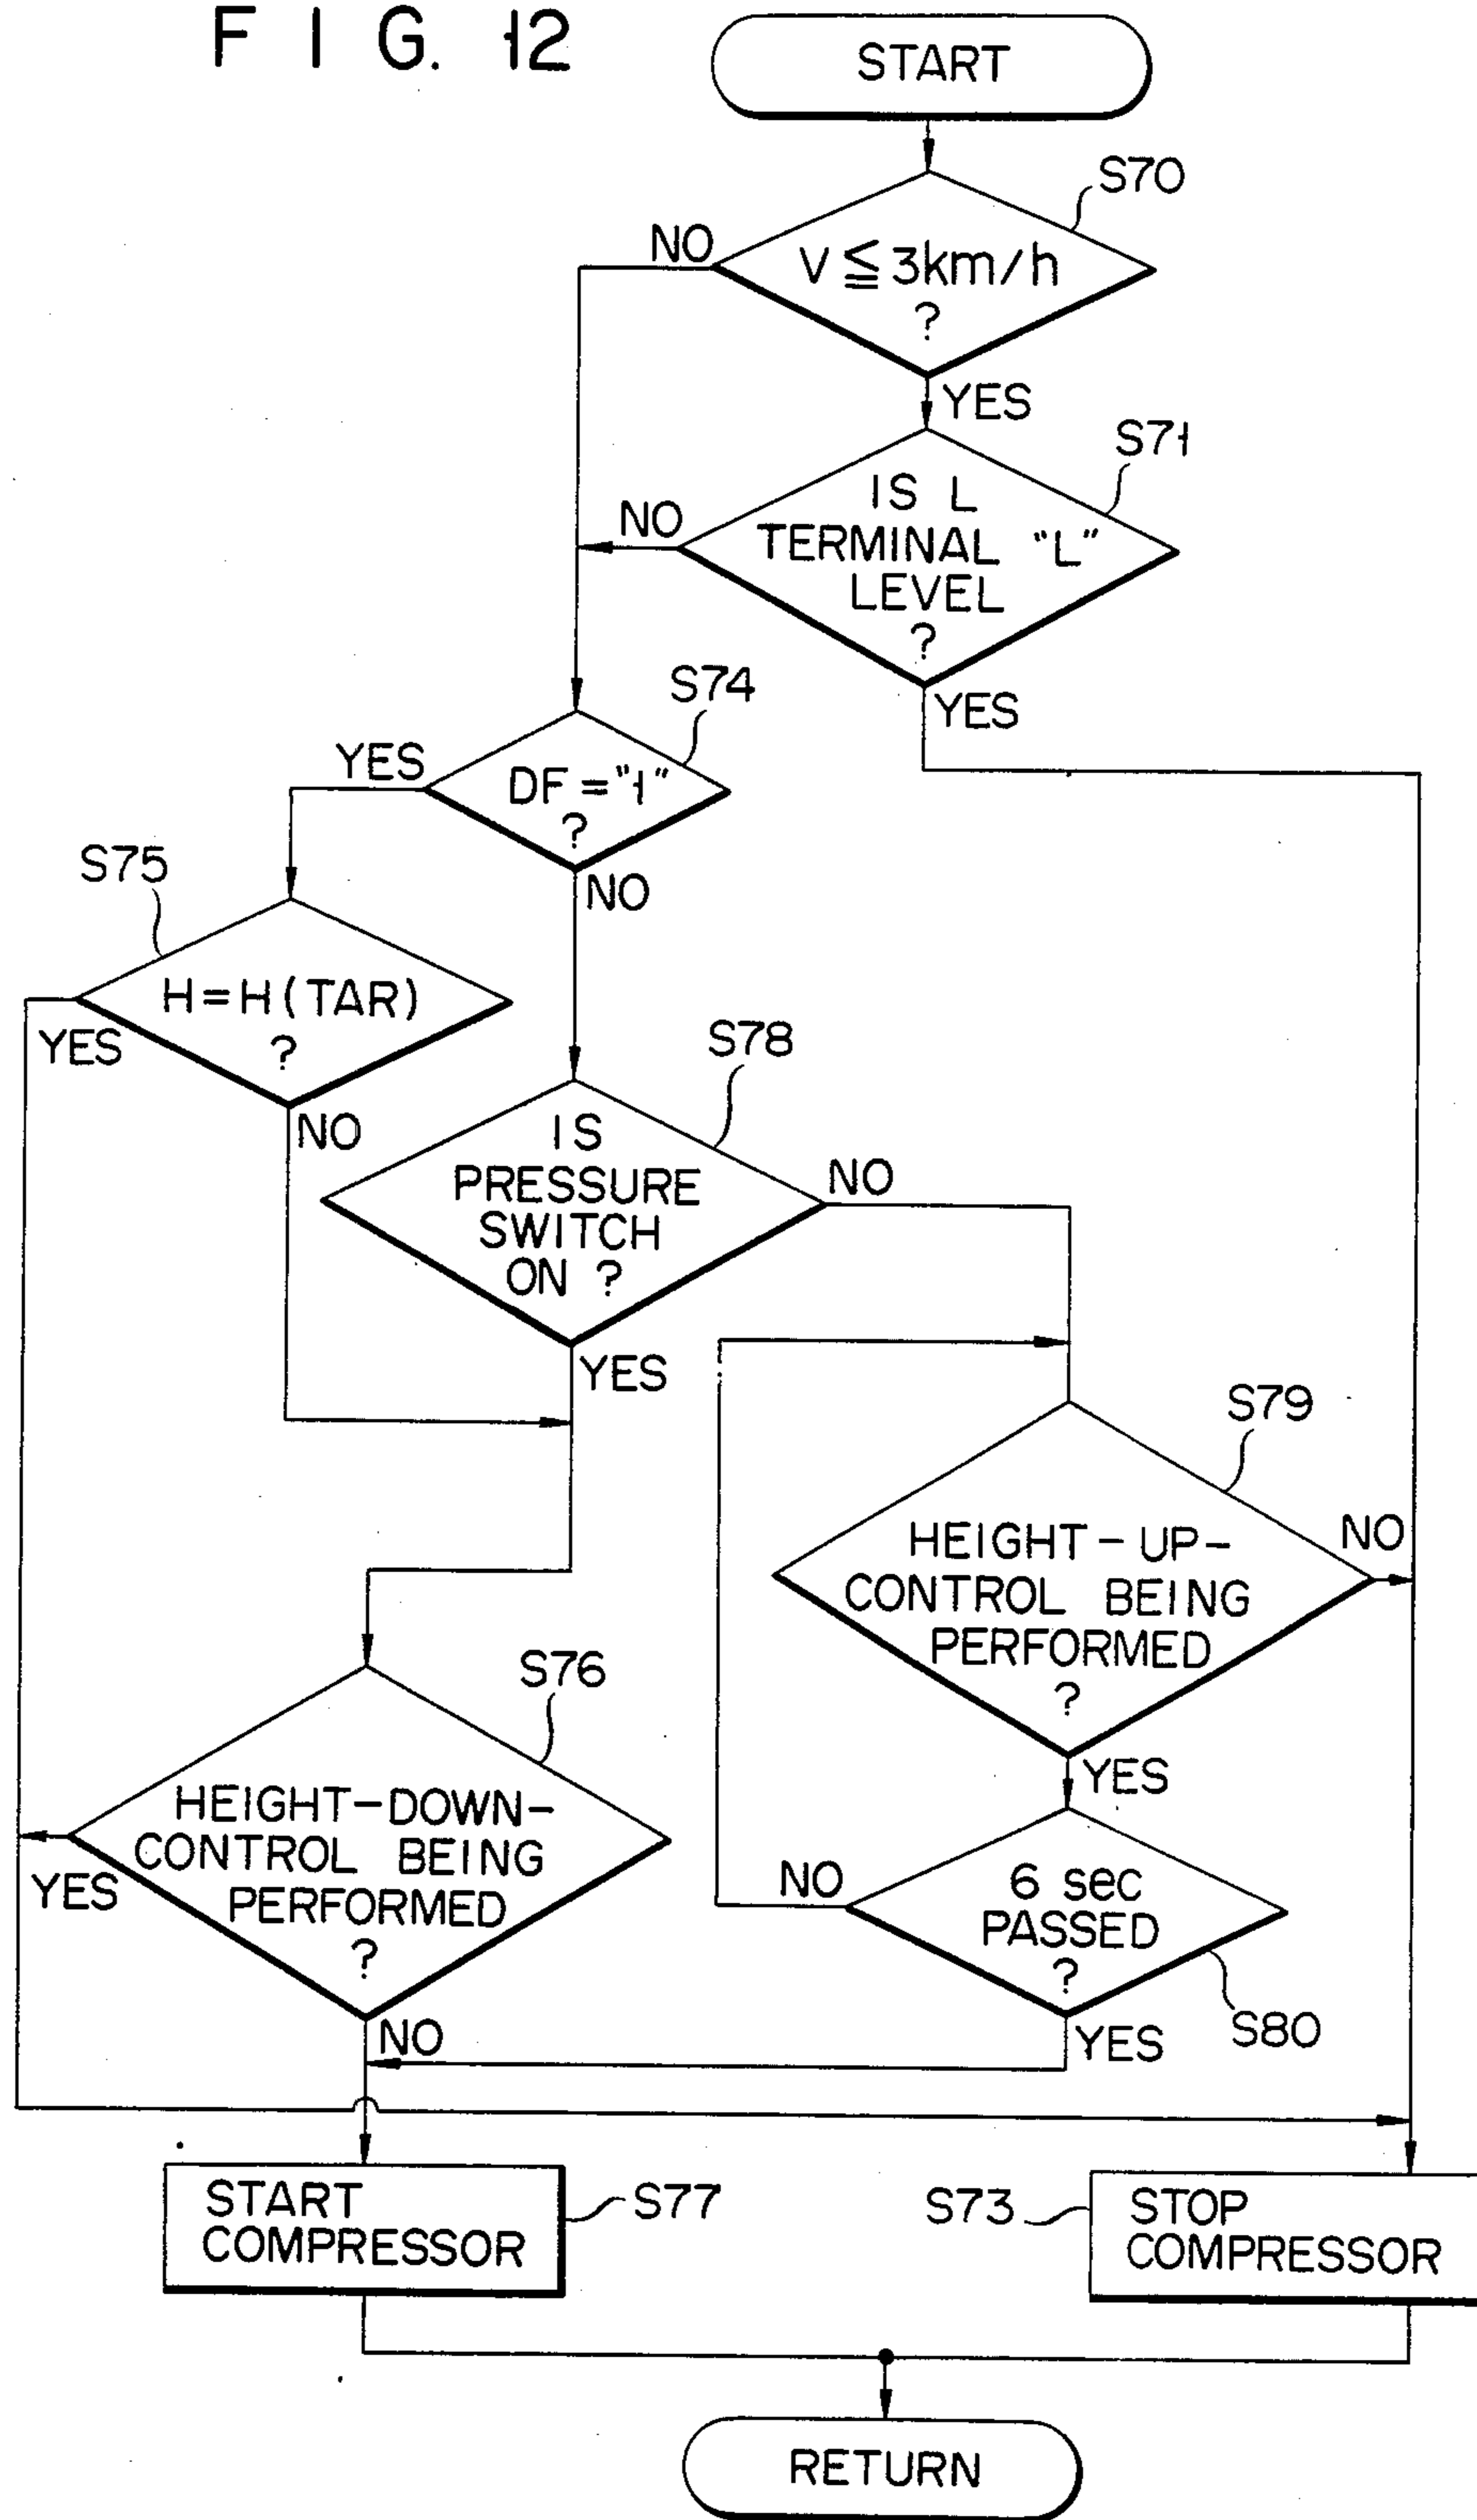 F I G. 12
START
S70
NO
V ≦ 3km/h
?
YES
S71
IS L
TERMINAL "L"
LEVEL
?
NO
YES
S74
YES
DF = "1"
?
NO
S75
H = H (TAR)
?
YES
NO
S78
IS
PRESSURE
SWITCH
ON ?
NO
YES
S79
HEIGHT-UP-
CONTROL BEING
PERFORMED
?
NO
YES
S76
HEIGHT-DOWN-
CONTROL BEING
PERFORMED
?
YES
NO
6 sec
PASSED
?
NO
YES
S80
START
COMPRESSOR
S77
S73
STOP
COMPRESSOR
RETURN